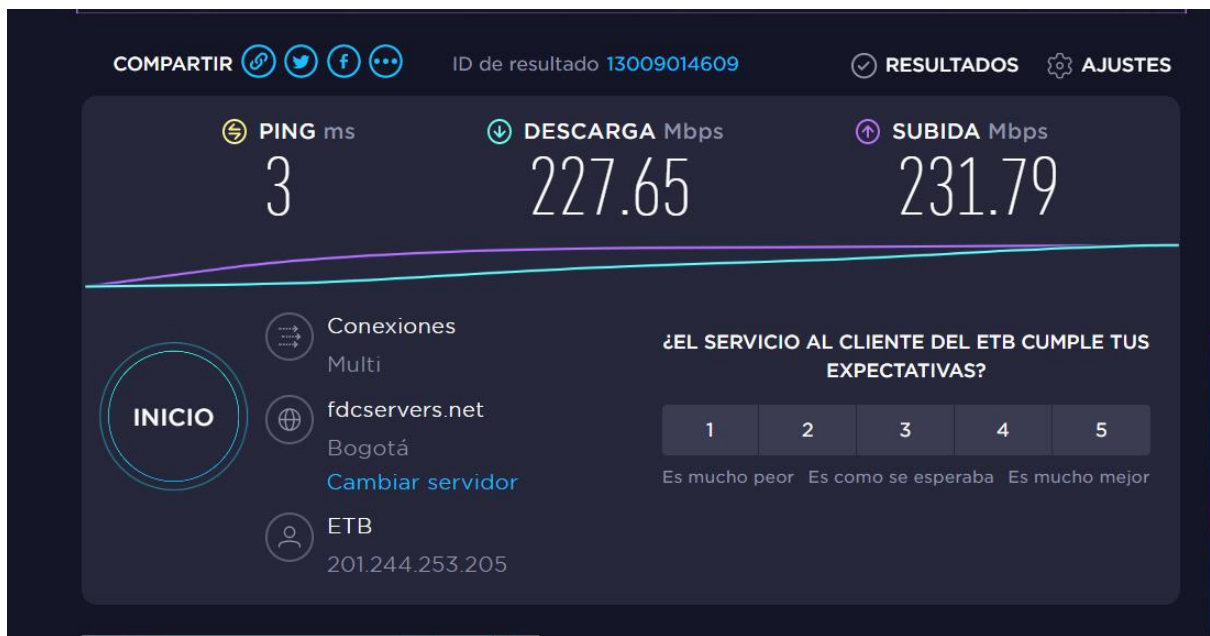 COMPARTIR ID de resultado 13009014609 RESULTADOS AJUSTES
PING ms DESCARGA Mbps SUBIDA Mbps
3 227.65 231.79
Conexiones
Multi
¿EL SERVICIO AL CLIENTE DEL ETB CUMPLE TUS
EXPECTATIVAS?
INICIO
fdcservers.net
Bogotá
Cambiar servidor
1 2 3 4 5
Es mucho peor Es como se esperaba Es mucho mejor
ETB
201.244.253.205